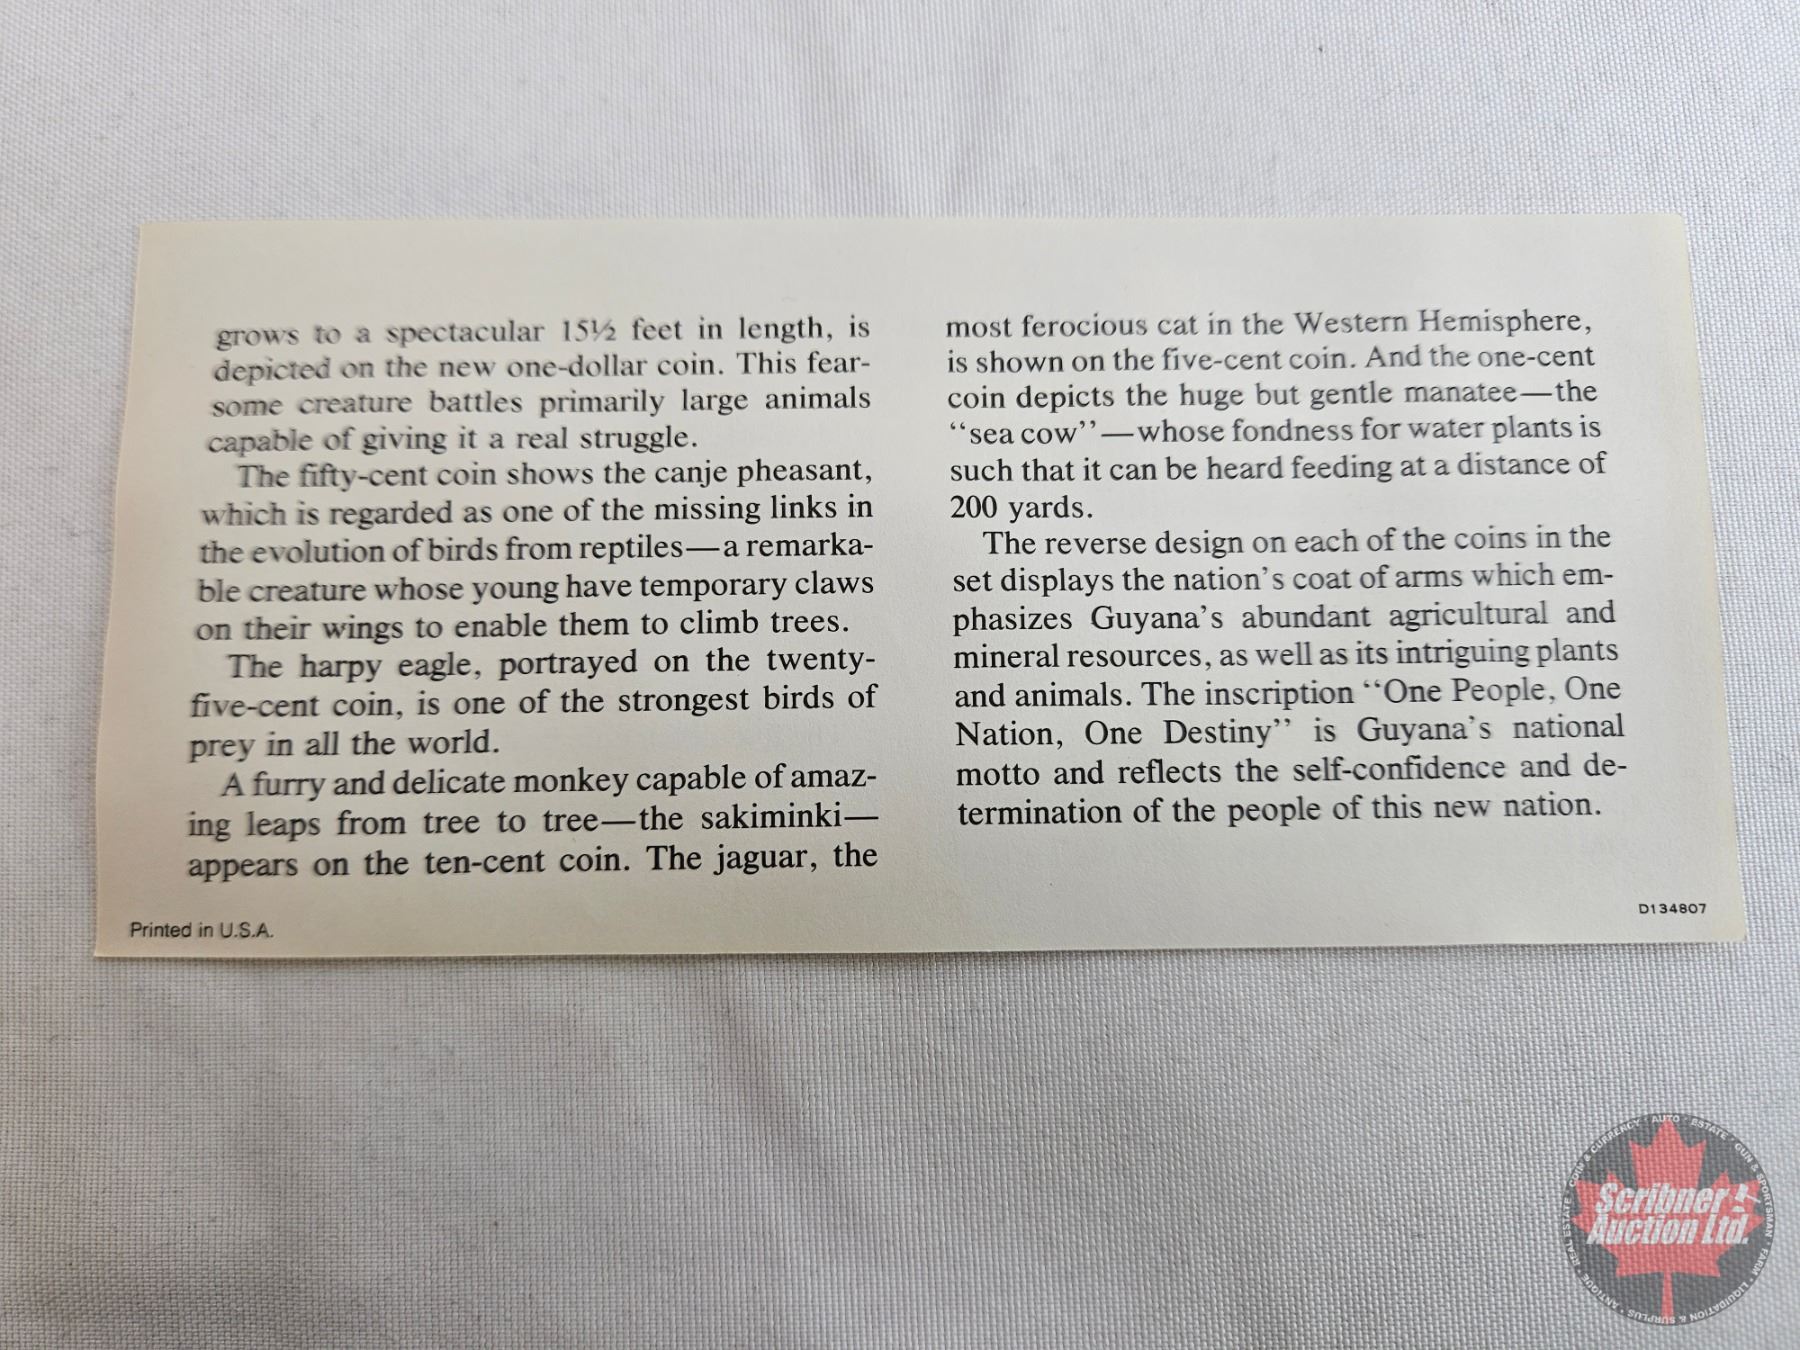 grows to a spectacular 15½ feet in length, is
depicted on the new one-dollar coin. This fear-
some creature battles primarily large animals
capable of giving it a real struggle.
The fifty-cent coin shows the canje pheasant,
which is regarded as one of the missing links in
the evolution of birds from reptiles—a remarka-
ble creature whose young have temporary claws
on their wings to enable them to climb trees.
The harpy eagle, portrayed on the twenty-
five-cent coin, is one of the strongest birds of
prey in all the world.
A furry and delicate monkey capable of amaz-
ing leaps from tree to tree—the sakiminki—
appears on the ten-cent coin. The jaguar, the
most ferocious cat in the Western Hemisphere,
is shown on the five-cent coin. And the one-cent
coin depicts the huge but gentle manatee—the
‘‘sea cow’’—whose fondness for water plants is
such that it can be heard feeding at a distance of
200 yards.
The reverse design on each of the coins in the
set displays the nation’s coat of arms which em-
phasizes Guyana’s abundant agricultural and
mineral resources, as well as its intriguing plants
and animals. The inscription ‘‘One People, One
Nation, One Destiny’’ is Guyana’s national
motto and reflects the self-confidence and de-
termination of the people of this new nation.
Printed in U.S.A.
D134807
COIN & CURRENCY · AUTO · ESTATE · GUN & SPORTSMAN · FARM · LIQUIDATION & SURPLUS · ANTIQUE · REAL ESTATE ·
Scribner
Auction Ltd.